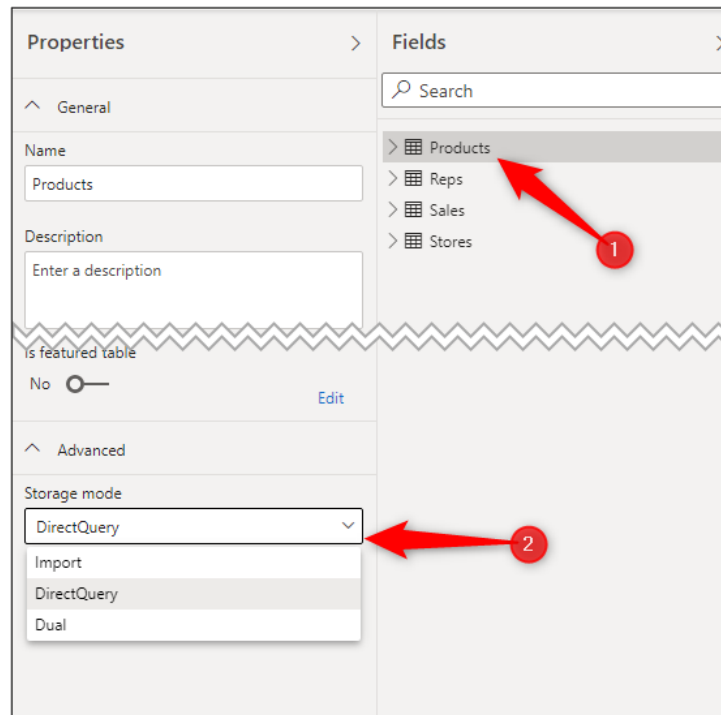 Properties
General
Name
Products
Description
Enter a description
Is featured table
No
Edit
Advanced
Storage mode
DirectQuery
Import
DirectQuery
Dual
Fields
Search
Products
Reps
Sales
Stores
1
2